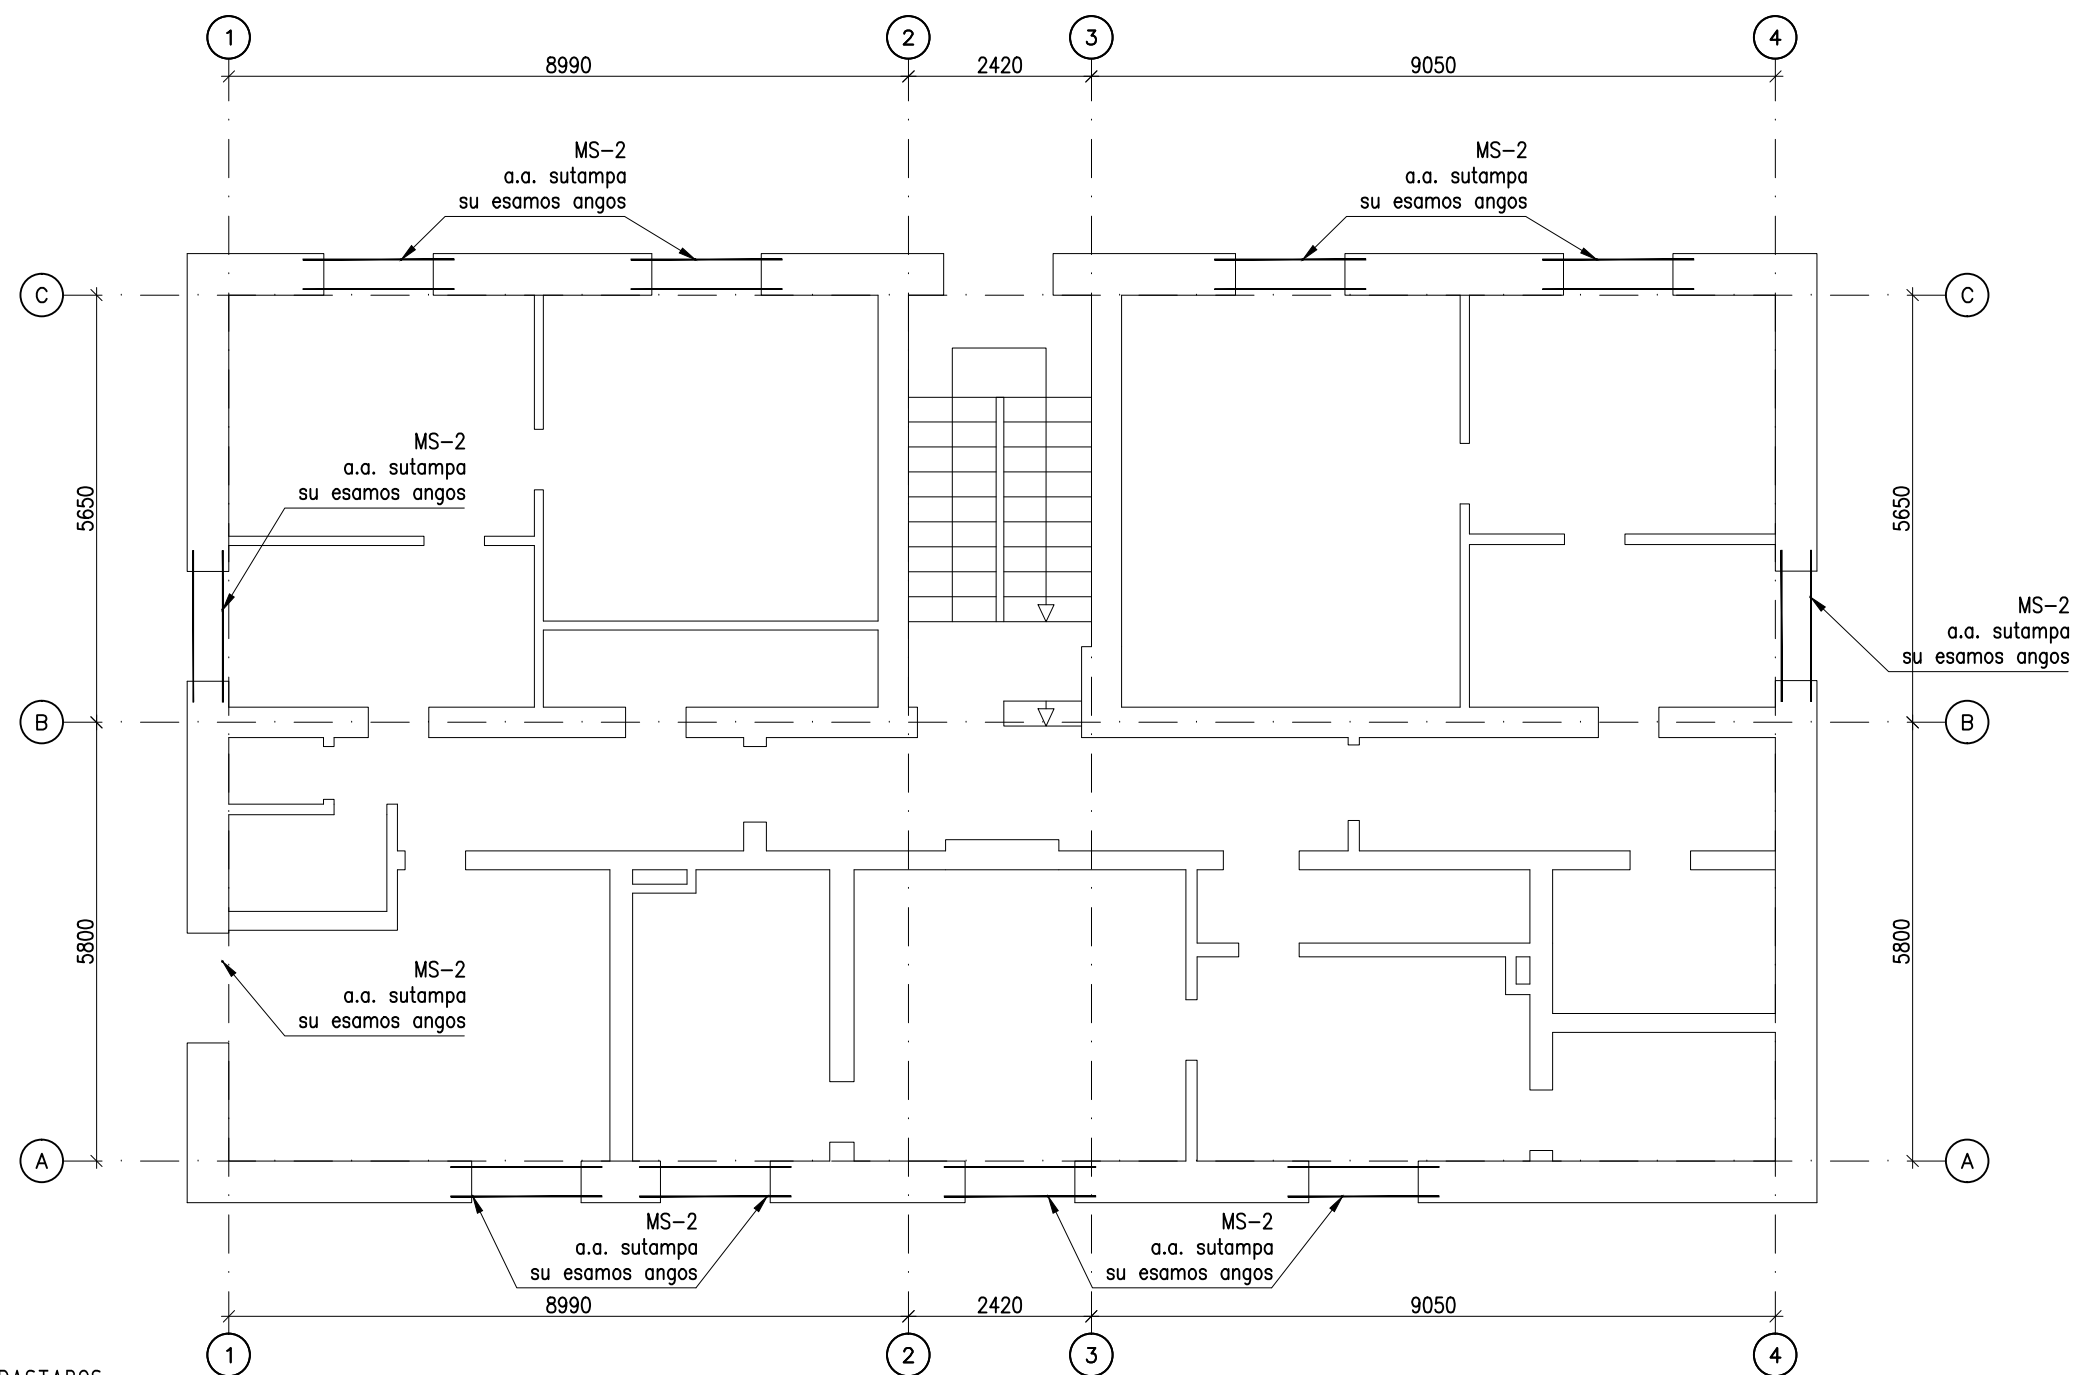 1 2 3 4
8990 2420 9050
MS-2 MS-2
a.a. sutampa a.a. sutampa
su esamos angos su esamos angos
C C
MS-2
a.a. sutampa
su esamos angos
5650 5650
MS-2
a.a. sutampa
su esamos angos
B B
5800 5800
MS-2
a.a. sutampa
su esamos angos
A A
MS-2 MS-2
a.a. sutampa a.a. sutampa
su esamos angos su esamos angos
8990 2420 9050
1 2 3 4